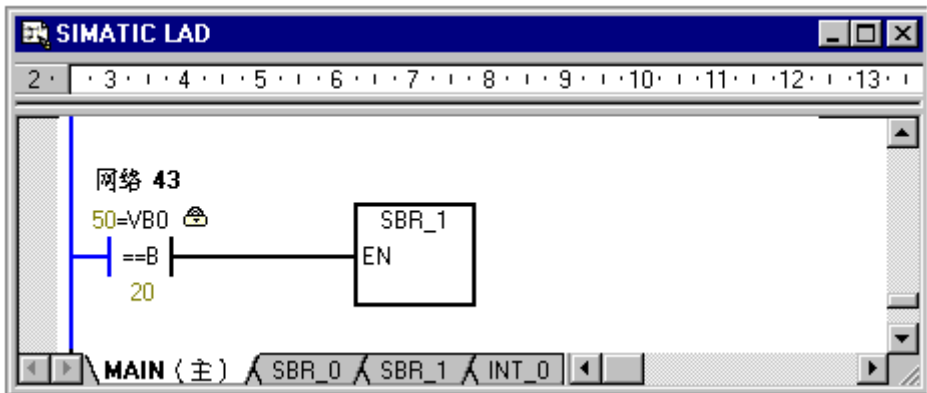 SIMATIC LAD
2 · 3 · 4 · 5 · 6 · 7 · 8 · 9 · 10 · 11 · 12 · 13
网络 43
50=VB0
SBR_1
==B
EN
20
MAIN（主） SBR_0 SBR_1 INT_0